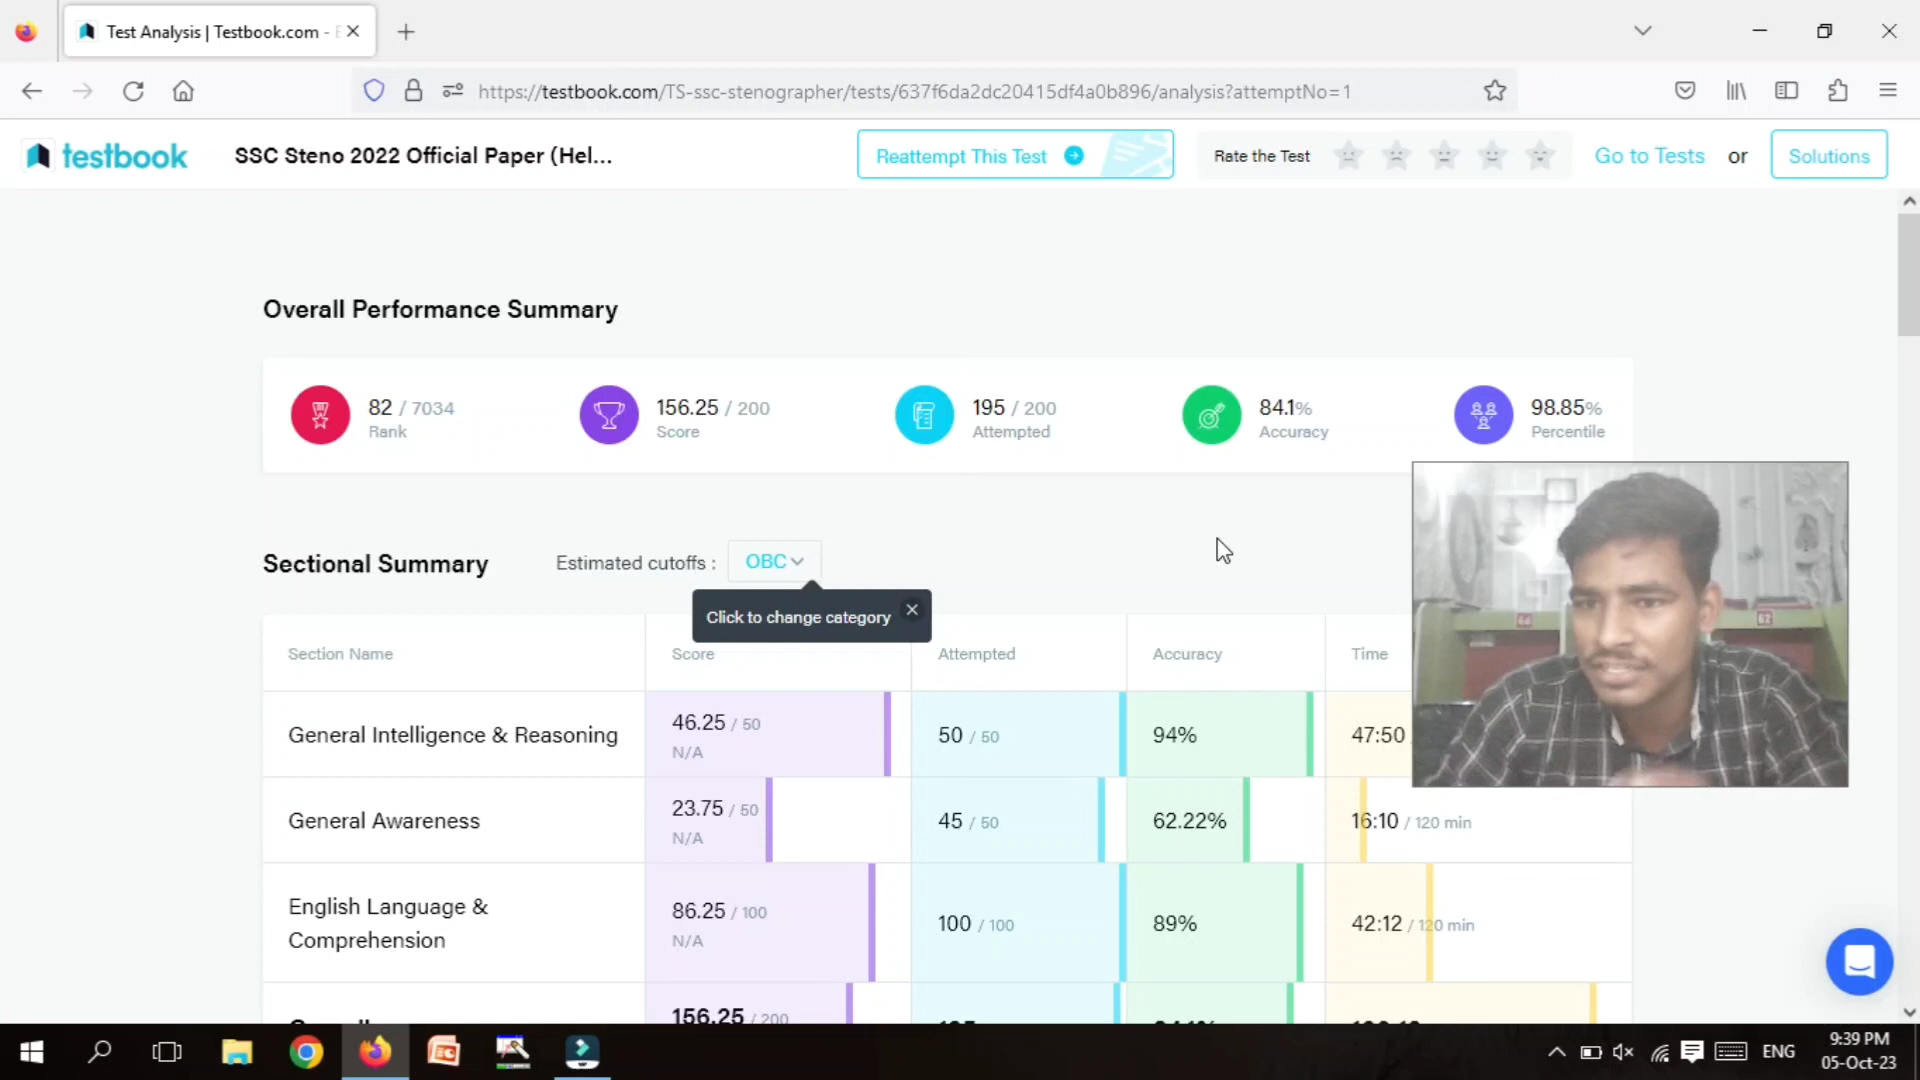 Test Analysis | Testbook.com -
https://testbook.com/TS-ssc-stenographer/tests/637f6da2dc20415df4a0b896/analysis?attemptNo=1
testbook
SSC Steno 2022 Official Paper (Hel...
Reattempt This Test
Rate the Test
Go to Tests or Solutions
Overall Performance Summary
82 / 7034
Rank
156.25 / 200
Score
195 / 200
Attempted
84.1%
Accuracy
98.85%
Percentile
Sectional Summary
Estimated cutoffs : OBC
Click to change category
Section Name Score Attempted Accuracy Time
General Intelligence & Reasoning
46.25 / 50
N/A
50 / 50
94%
47:50
General Awareness
23.75 / 50
N/A
45 / 50
62.22%
16:10 / 120 min
English Language &
Comprehension
86.25 / 100
N/A
100 / 100
89%
42:12 / 120 min
156.25 / 200
ENG
9:39 PM
05-Oct-23